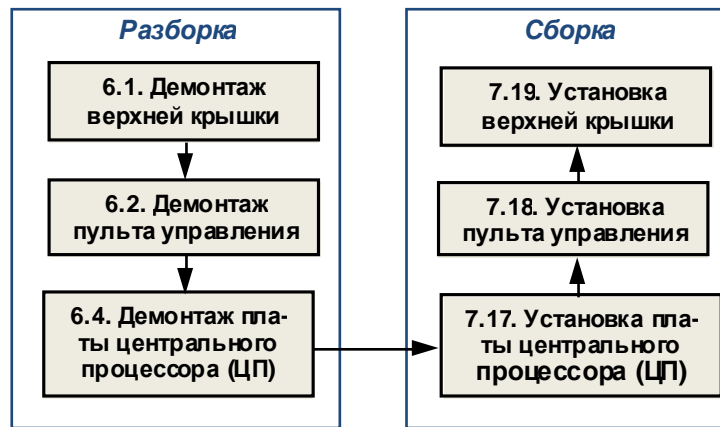 Разборка
6.1. Демонтаж
верхней крышки
6.2. Демонтаж
пульта управления
6.4. Демонтаж пла-
ты центрального
процессора (ЦП)
Сборка
7.19. Установка
верхней крышки
7.18. Установка
пульта управления
7.17. Установка пла-
ты центрального
процессора (ЦП)